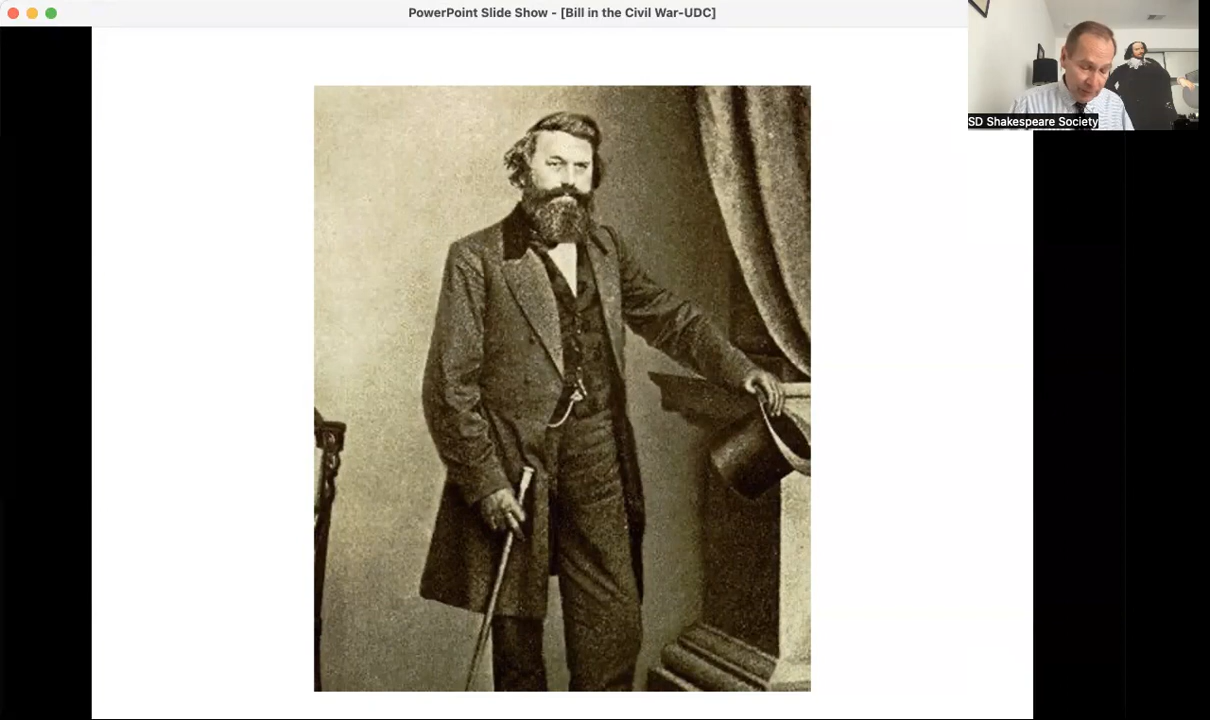 PowerPoint Slide Show - [Bill in the Civil War-UDC]
SD Shakespeare Society